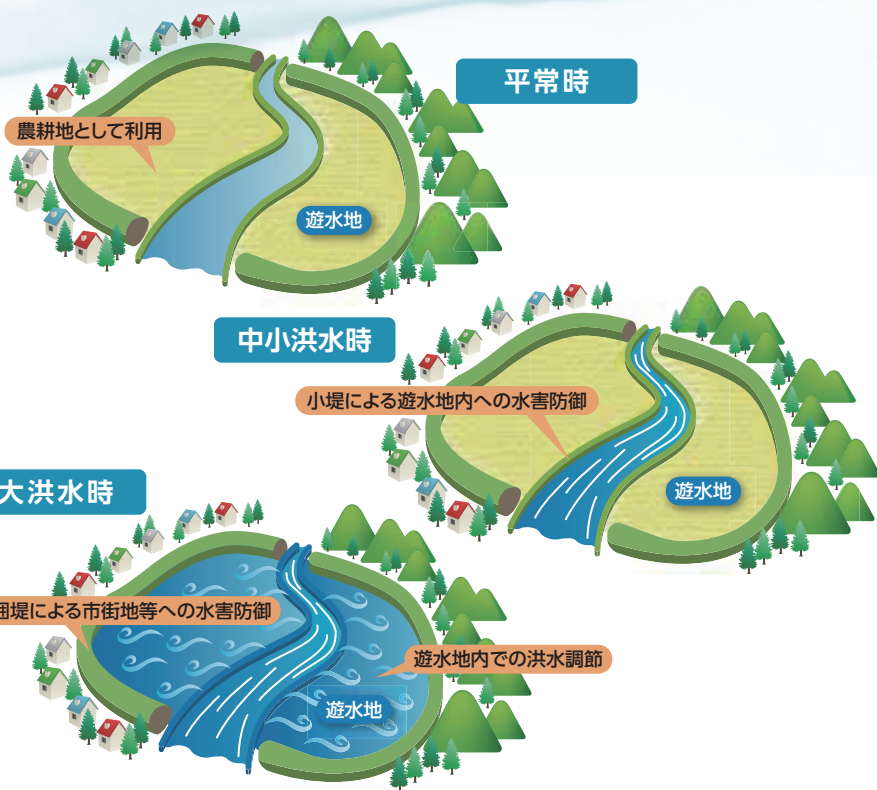 平常時
農耕地として利用
遊水地
中小洪水時
小堤による遊水地内への水害防御
遊水地
大洪水時
堤による市街地等への水害防御
遊水地内での洪水調節
遊水地